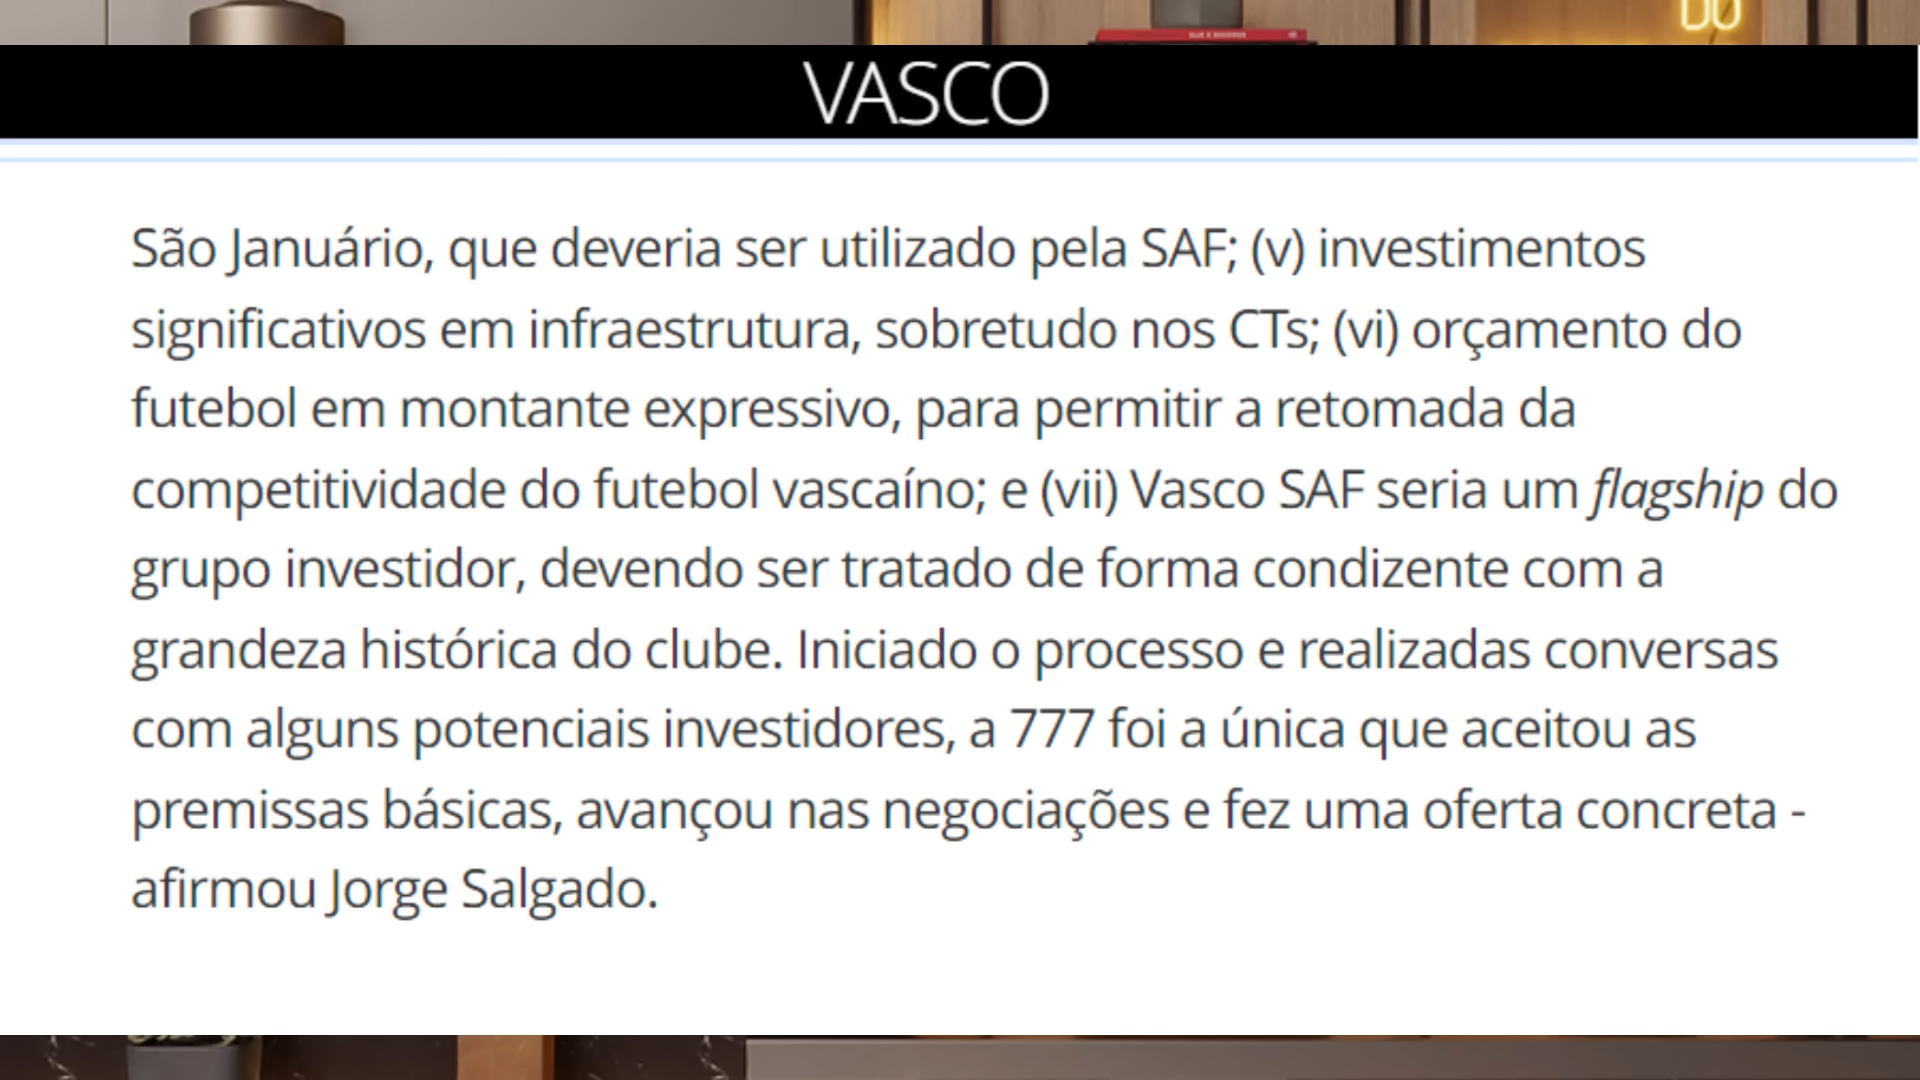 DO
VASCO
São Januário, que deveria ser utilizado pela SAF; (v) investimentos
significativos em infraestrutura, sobretudo nos CTs; (vi) orçamento do
futebol em montante expressivo, para permitir a retomada da
competitividade do futebol vascaíno; e (vii) Vasco SAF seria um flagship do
grupo investidor, devendo ser tratado de forma condizente com a
grandeza histórica do clube. Iniciado o processo e realizadas conversas
com alguns potenciais investidores, a 777 foi a única que aceitou as
premissas básicas, avançou nas negociações e fez uma oferta concreta -
afirmou Jorge Salgado.